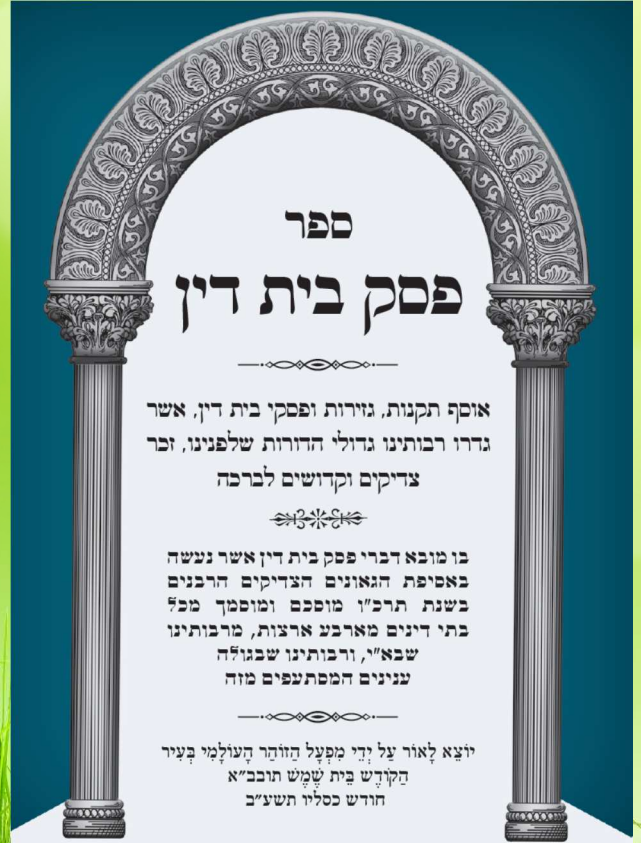 ספר
פסק בית דין
אוסף תקנות, גזירות ופסקי בית דין, אשר
גדרו רבותינו גדולי הדורות שלפנינו, זכר
צדיקים וקדושים לברכה
בו מובא דברי פסק בית דין אשר נעשה
באסיפת הגאונים הצדיקים הרבנים
בשנת תרכ"ו מוסכם ומוסמך מכל
בתי דינים מארבע ארצות, מרבותינו
שבא"י, ורבותינו שבגולה
ענינים המסתעפים מזה
יוֹצֵא לָאוֹר עַל יְדֵי מִפְעָל הַזּוֹהַר הָעוֹלָמִי בְּעִיר
הַקּוֹדֶשׁ בֵּית שֶׁמֶשׁ תובב"א
חודש כסליו תשע"ב